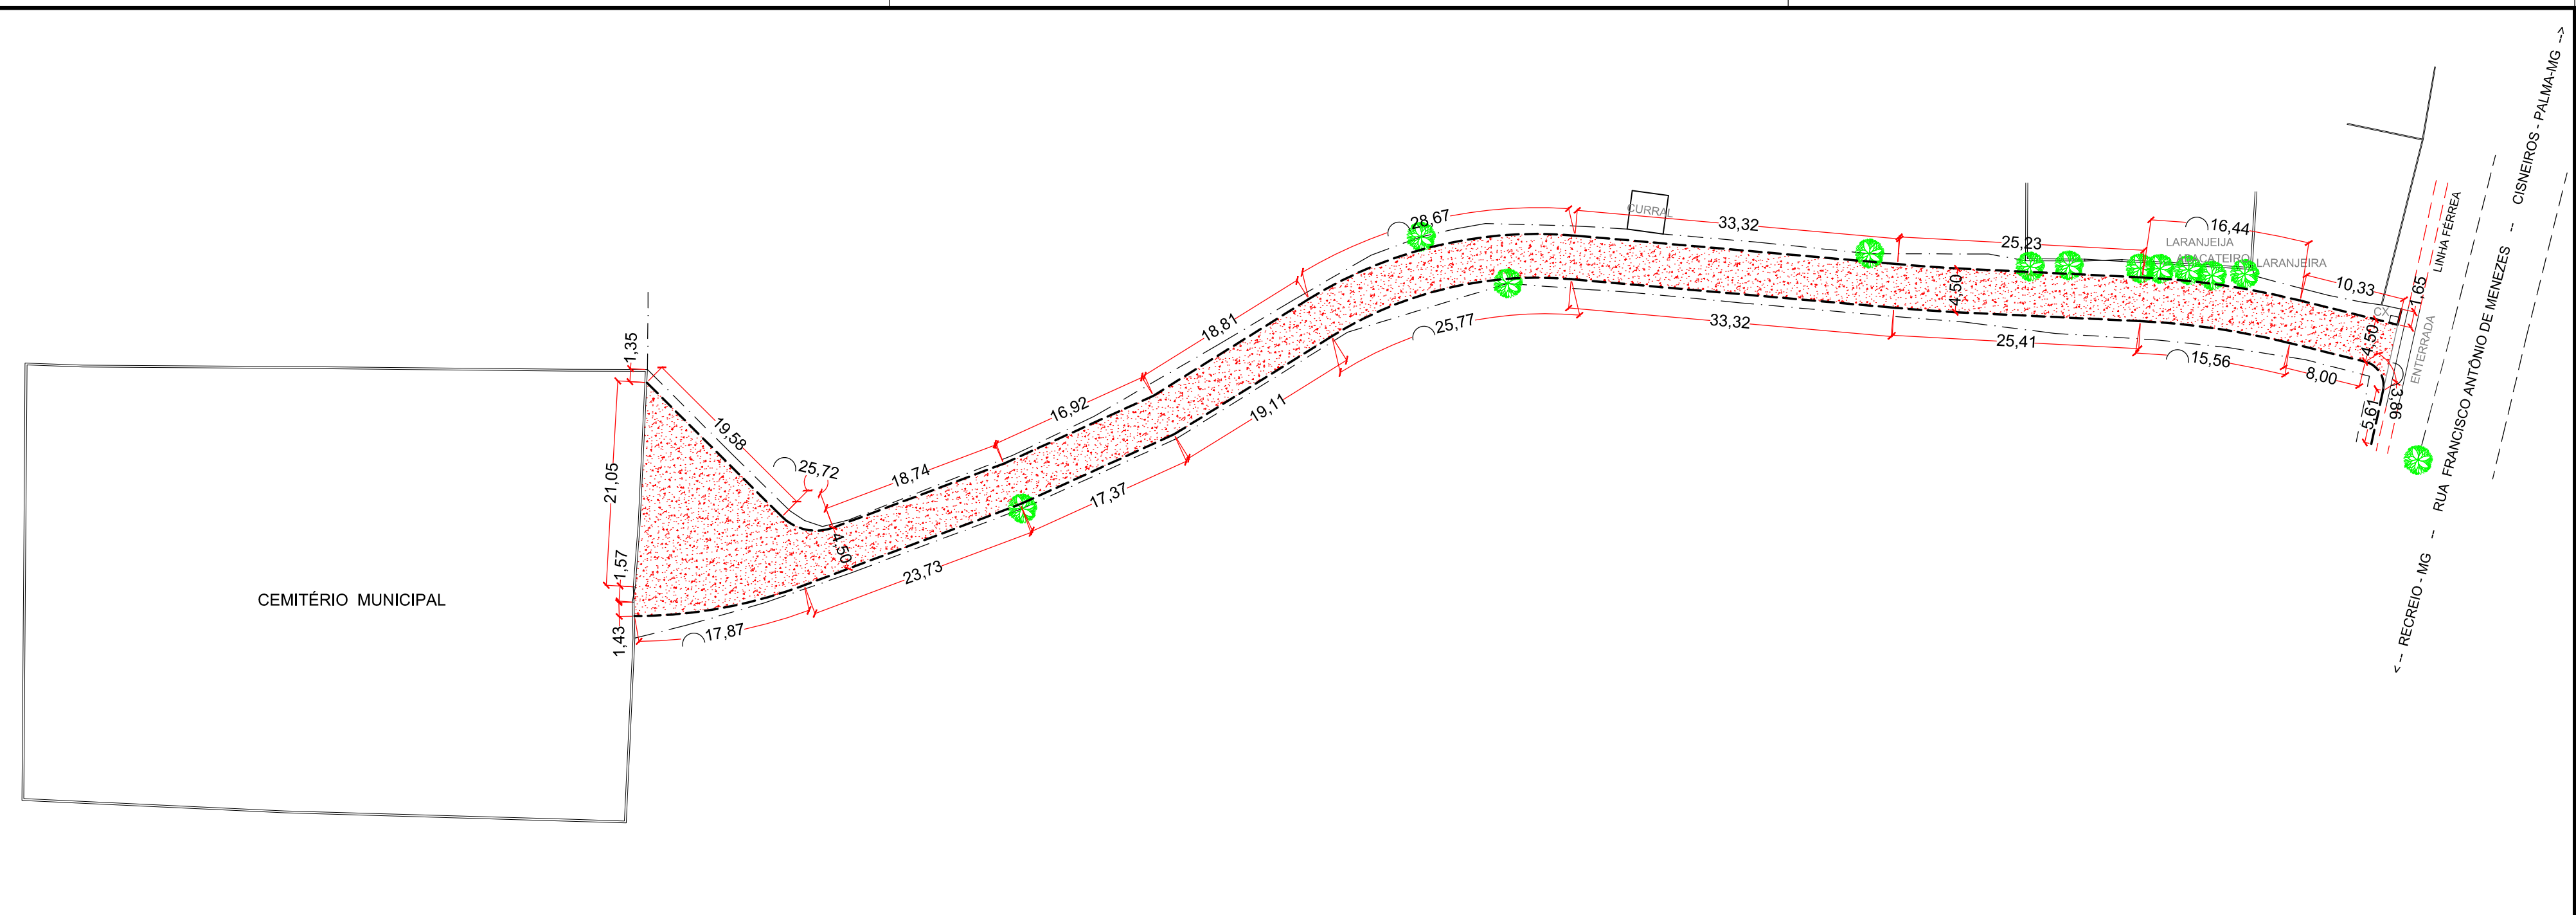 CISNEIROS - PALMA-MG -->
RUA FRANCISCO ANTÔNIO DE MENEZES
<-- RECREIO - MG
LINHA FÉRREA
1,65
CX.
ENTERRADA
10,33
4,50
3,86
5,61
8,00
16,44
LARANJEIJA
ABACATEIRO
LARANJEIRA
15,56
25,23
4,50
25,41
33,32
CURRAL
33,32
28,67
25,77
18,81
19,11
16,92
17,37
18,74
23,73
25,72
4,50
19,58
17,87
1,35
21,05
1,57
1,43
CEMITÉRIO MUNICIPAL